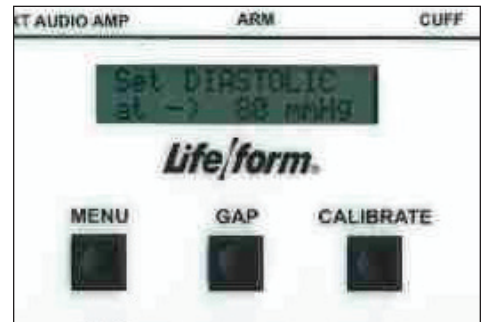 XT AUDIO AMP ARM CUFF
Set DIASTOLIC
at -> 80 mmHg
Life/form®
MENU GAP CALIBRATE